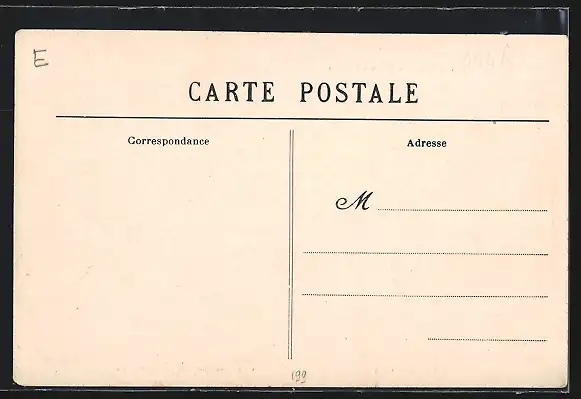 E
CARTE POSTALE
Correspondance
Adresse
M
199